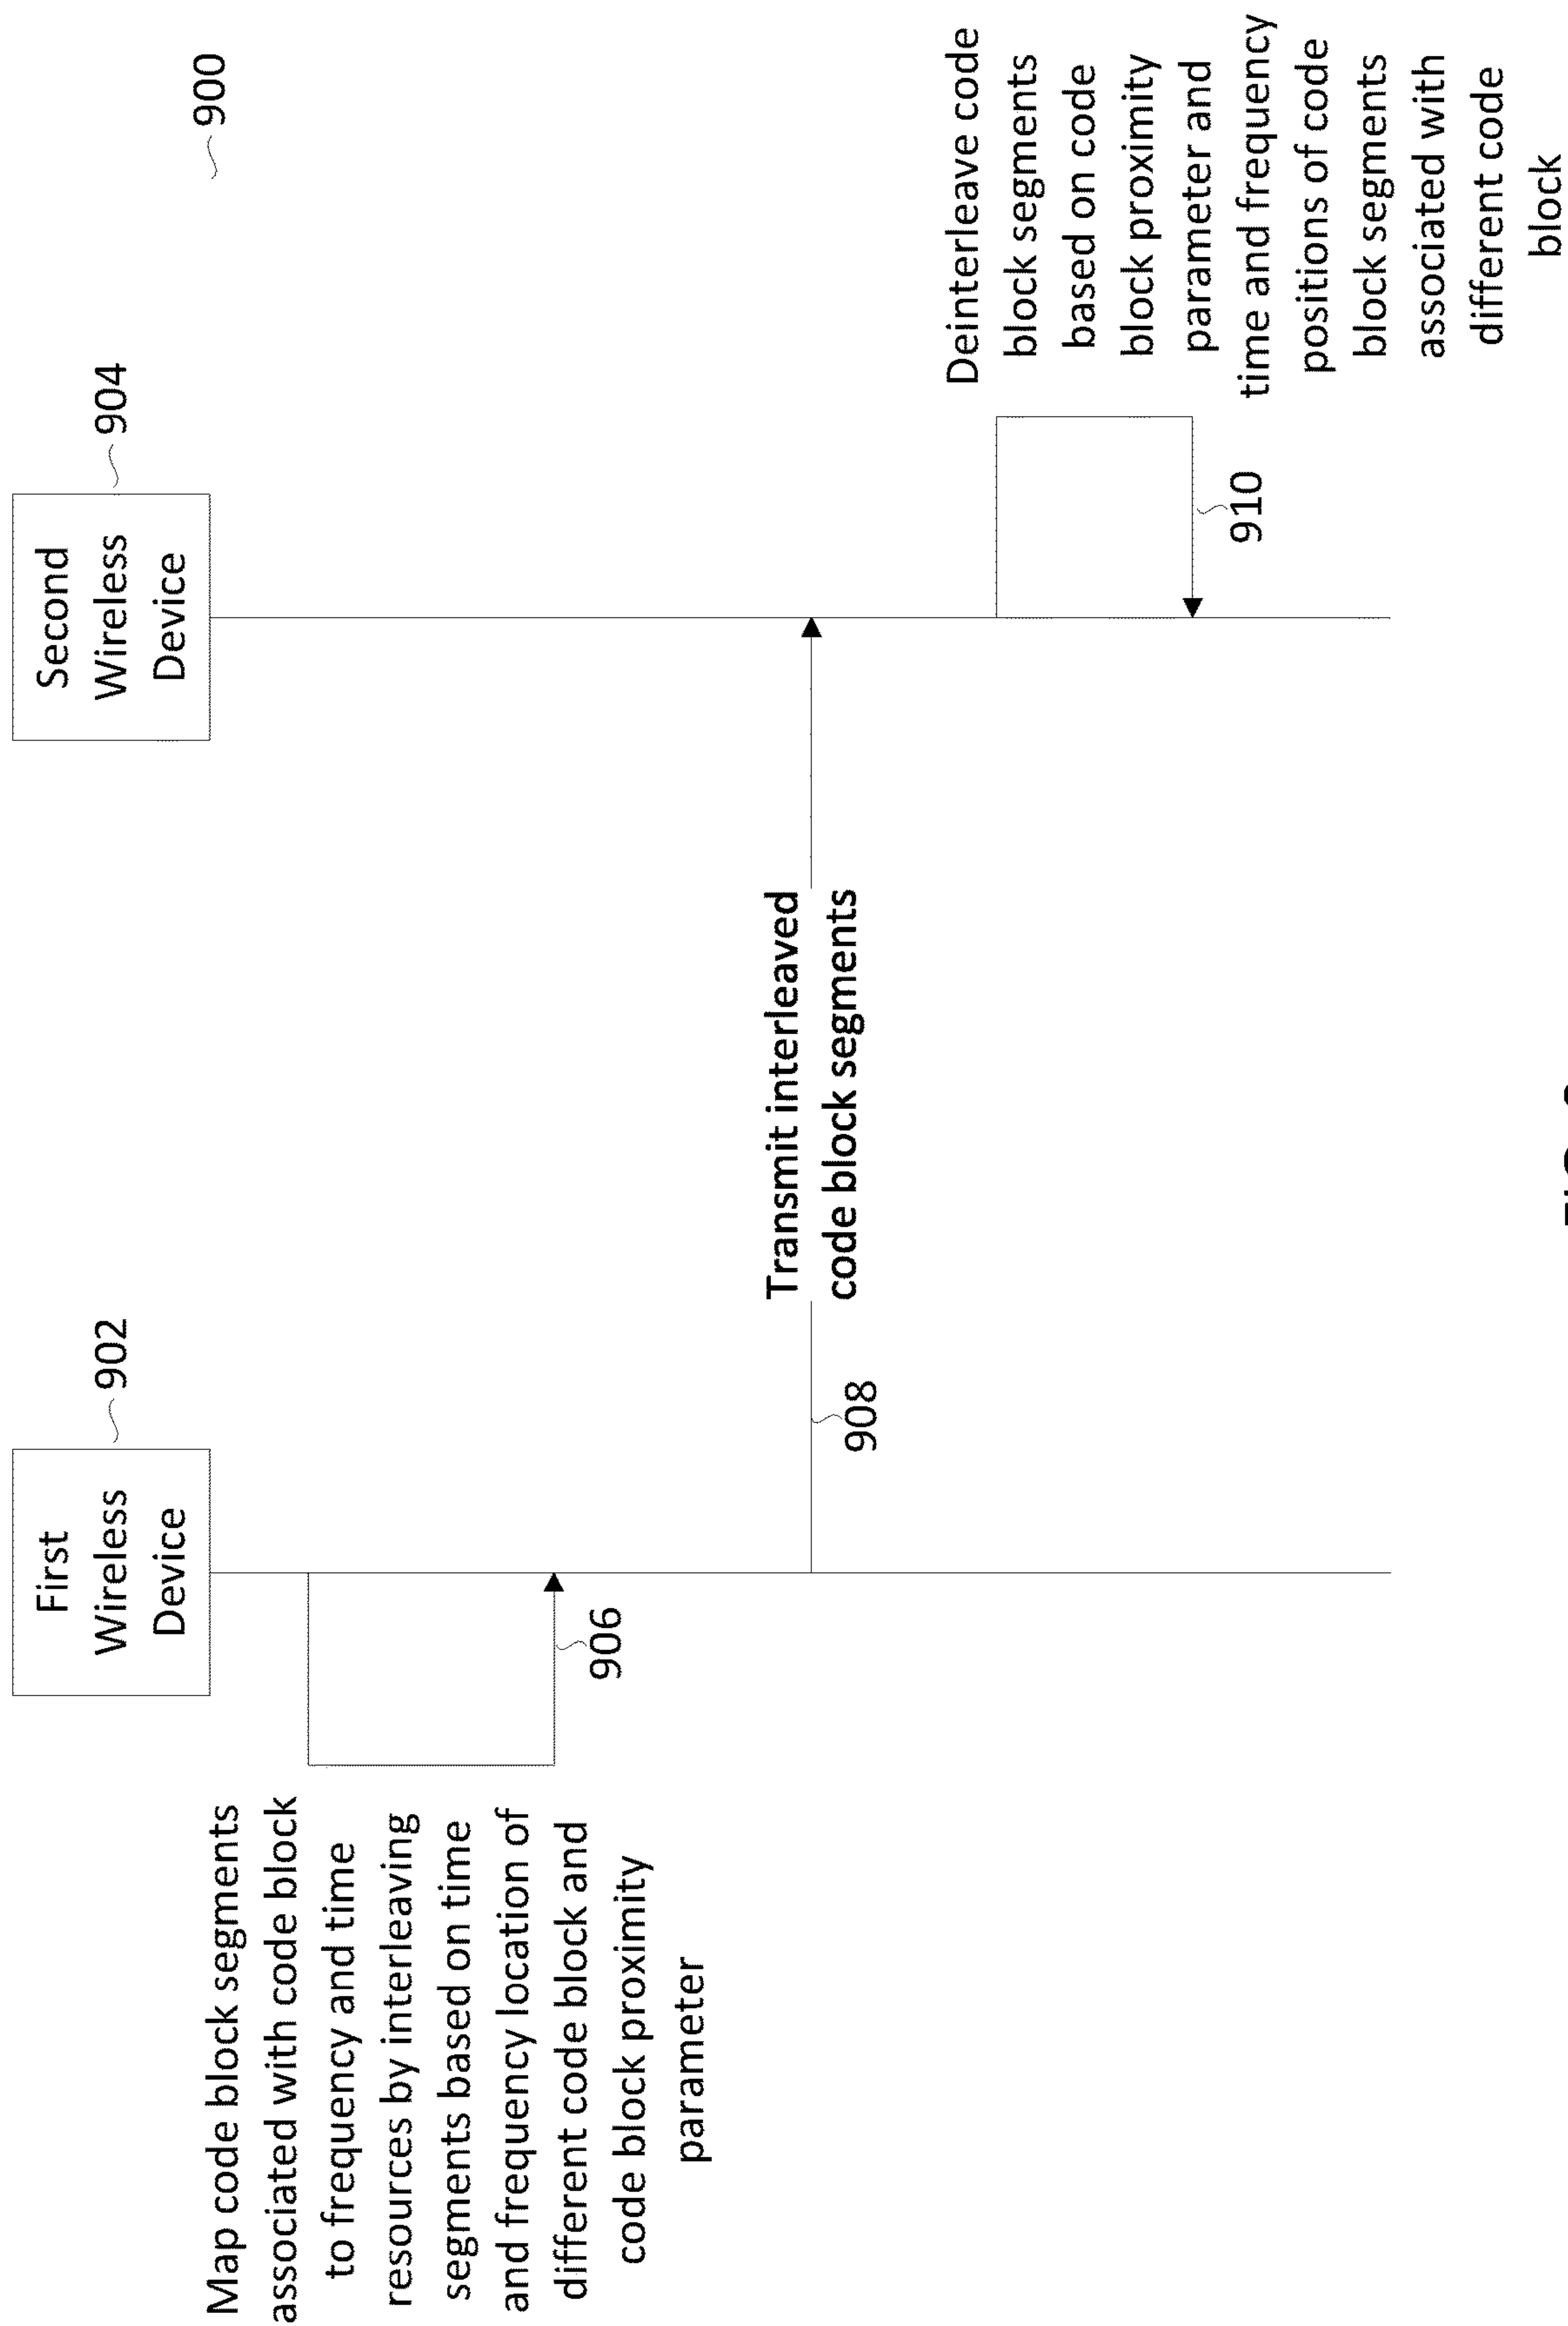 900
First
Wireless
Device
902
Second
Wireless
Device
904
Map code block segments
associated with code block
to frequency and time
resources by interleaving
segments based on time
and frequency location of
different code block and
code block proximity
parameter
906
Transmit interleaved
code block segments
908
Deinterleave code
block segments
based on code
block proximity
parameter and
time and frequency
positions of code
block segments
associated with
different code
block
910